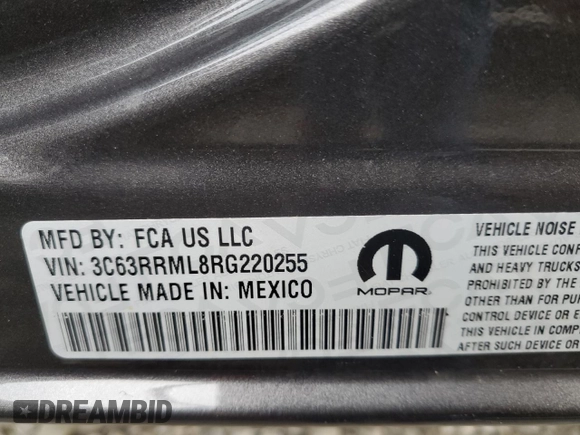 MFD BY: FCA US LLC
VIN: 3C63RRML8RG220255
VEHICLE MADE IN: MEXICO
MOPAR
VEHICLE NOISE
THIS VEHICLE CONF
AND HEAVY TRUCKS
PROHIBITED BY THE
OTHER THAN FOR PUR
CONTROL DEVICE OR E
THIS VEHICLE IN COMP
AFTER SUCH DEVICE OR
DREAMBID